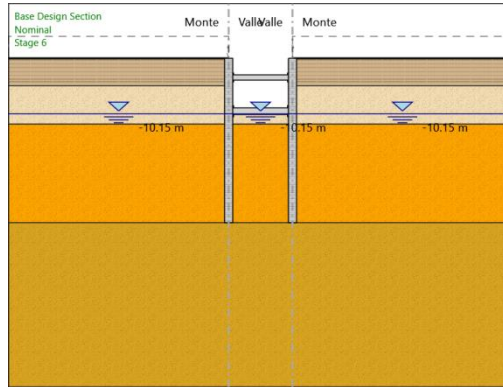 Base Design Section
Nominal
Stage 6
Monte Valle Valle Monte
-10.15 m -10.15 m -10.15 m